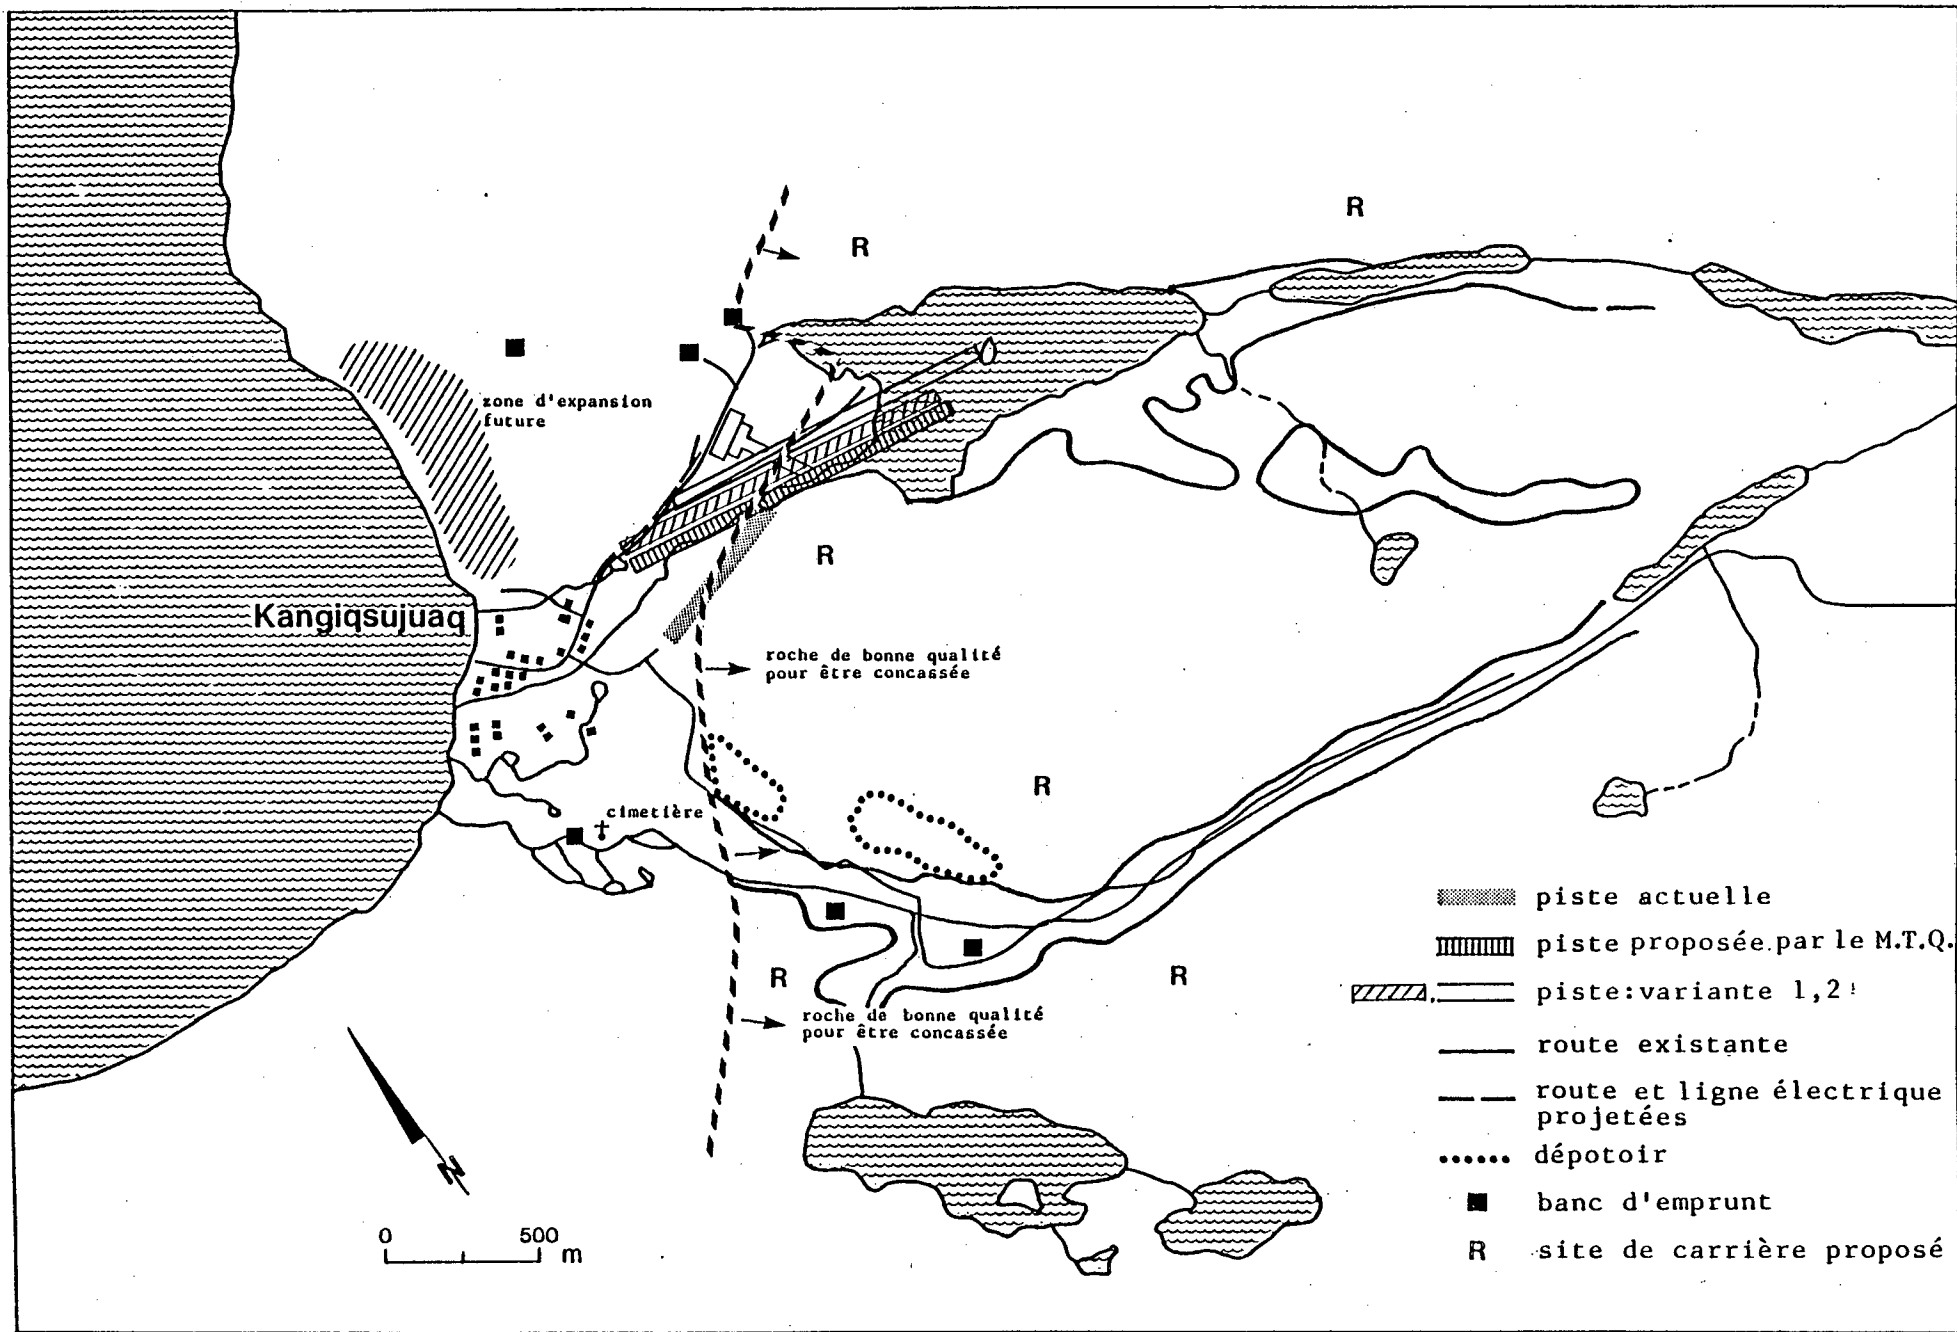 R
R
zone d'expansion
future
R
Kangiqsujuaq
roche de bonne qualité
pour être concassée
R
cimetière
R
R
roche de bonne qualité
pour être concassée
N
0 500 m
piste actuelle
piste proposée par le M.T.Q.
piste: variante 1,2
route existante
route et ligne électrique
projetées
dépotoir
banc d'emprunt
R site de carrière proposé